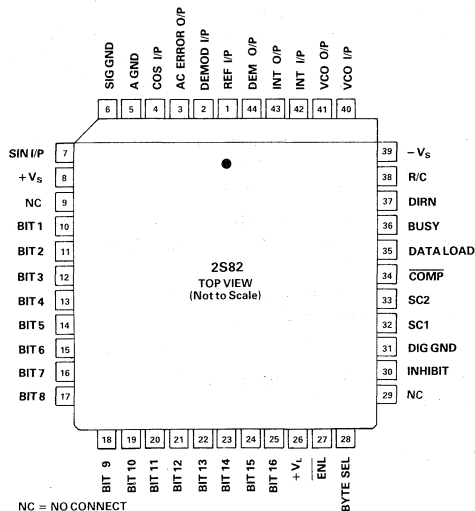 SIG GND
A GND
COS I/P
AC ERROR O/P
DEMOD I/P
REF I/P
DEM O/P
INT O/P
INT I/P
VCO O/P
VCO I/P
6 5 4 3 2 1 44 43 42 41 40
SIN I/P 7
+VS 8
NC 9
BIT 1 10
BIT 2 11
BIT 3 12
BIT 4 13
BIT 5 14
BIT 6 15
BIT 7 16
BIT 8 17
2S82
TOP VIEW
(Not to Scale)
39 -VS
38 R/C
37 DIRN
36 BUSY
35 DATA LOAD
34 COMP
33 SC2
32 SC1
31 DIG GND
30 INHIBIT
29 NC
18 19 20 21 22 23 24 25 26 27 28
BIT 9
BIT 10
BIT 11
BIT 12
BIT 13
BIT 14
BIT 15
BIT 16
+VL
ENL
BYTE SEL
NC = NO CONNECT